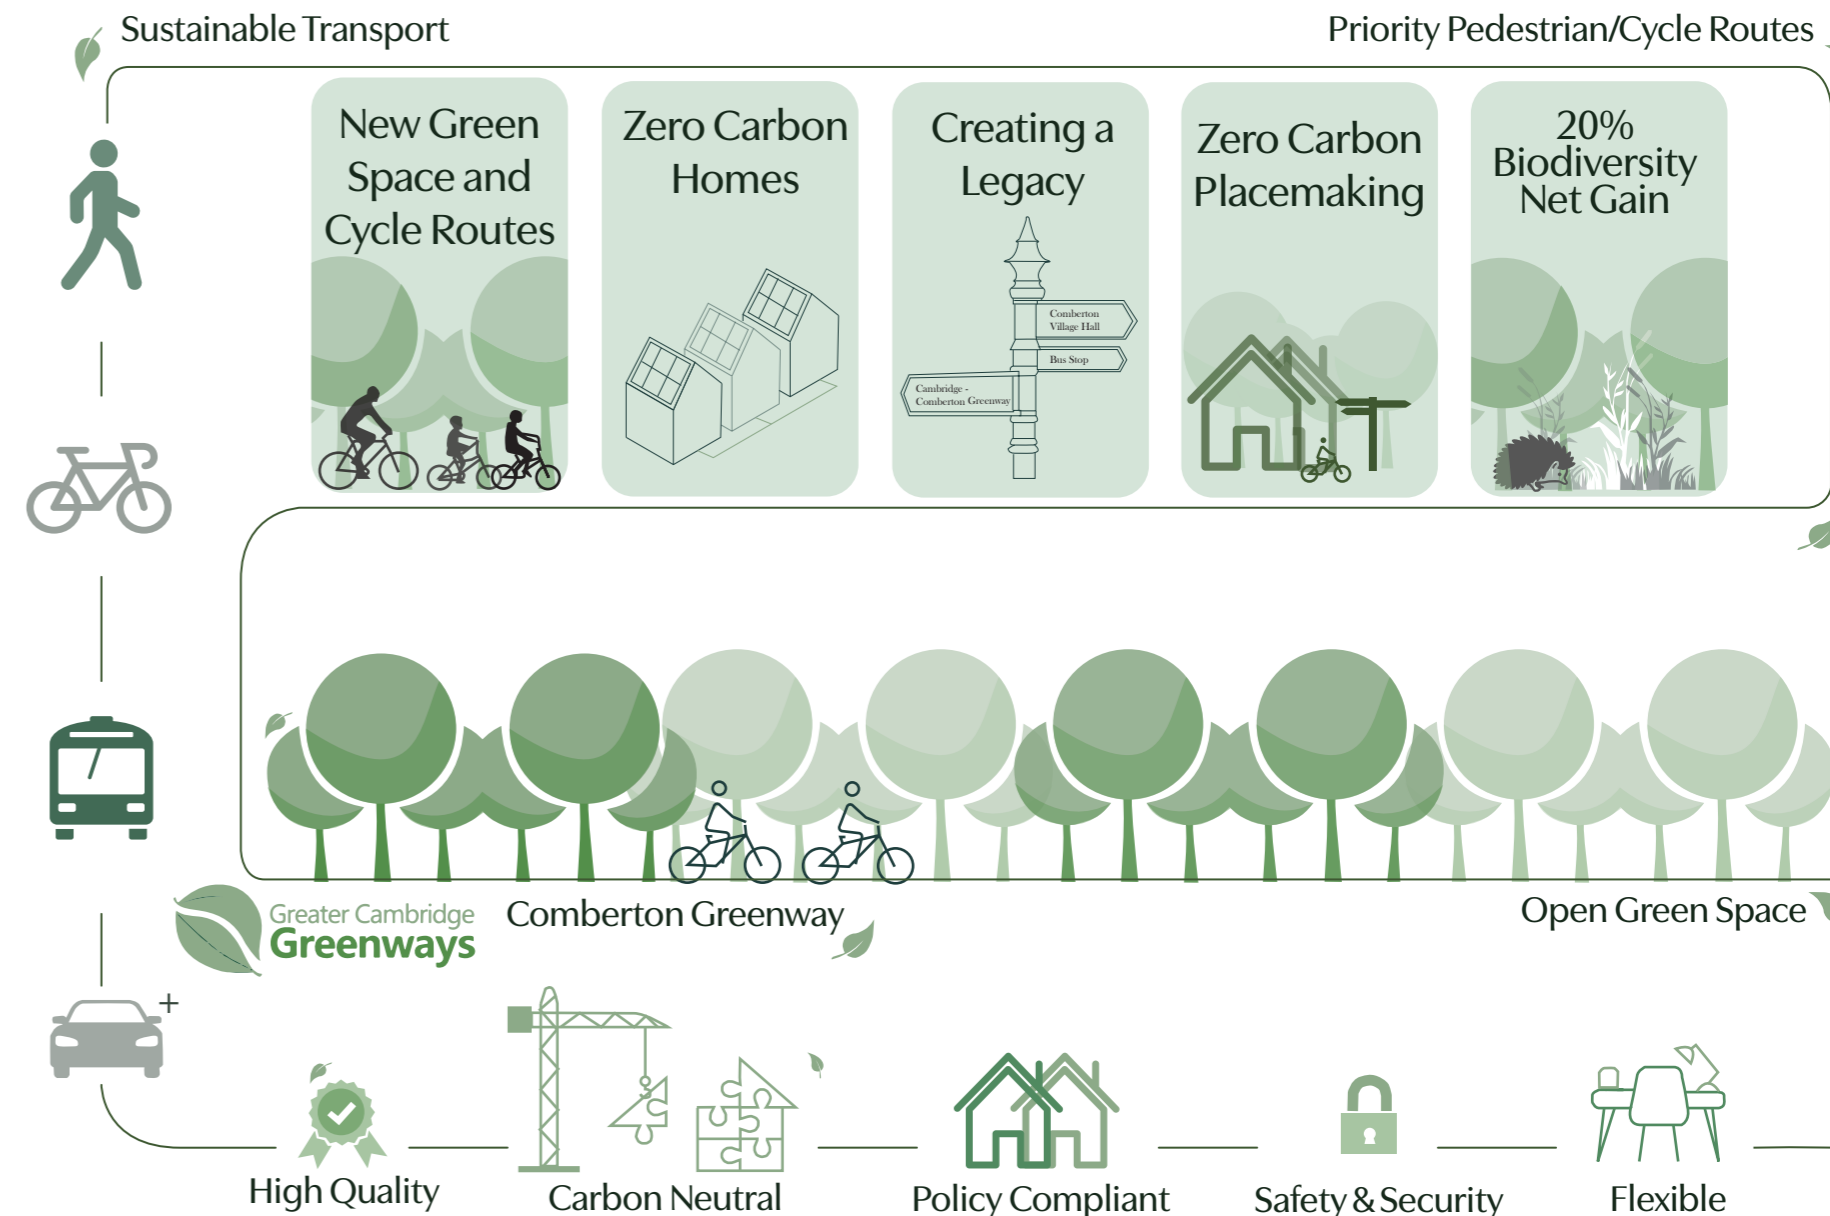 Sustainable Transport
Priority Pedestrian/Cycle Routes
New Green
Space and
Cycle Routes
Zero Carbon
Homes
Creating a
Legacy
Comberton
Village Hall
Bus Stop
Cambridge -
Comberton Greenway
Zero Carbon
Placemaking
20%
Biodiversity
Net Gain
Greater Cambridge
Greenways
Comberton Greenway
Open Green Space
+
High Quality
Carbon Neutral
Policy Compliant
Safety & Security
Flexible